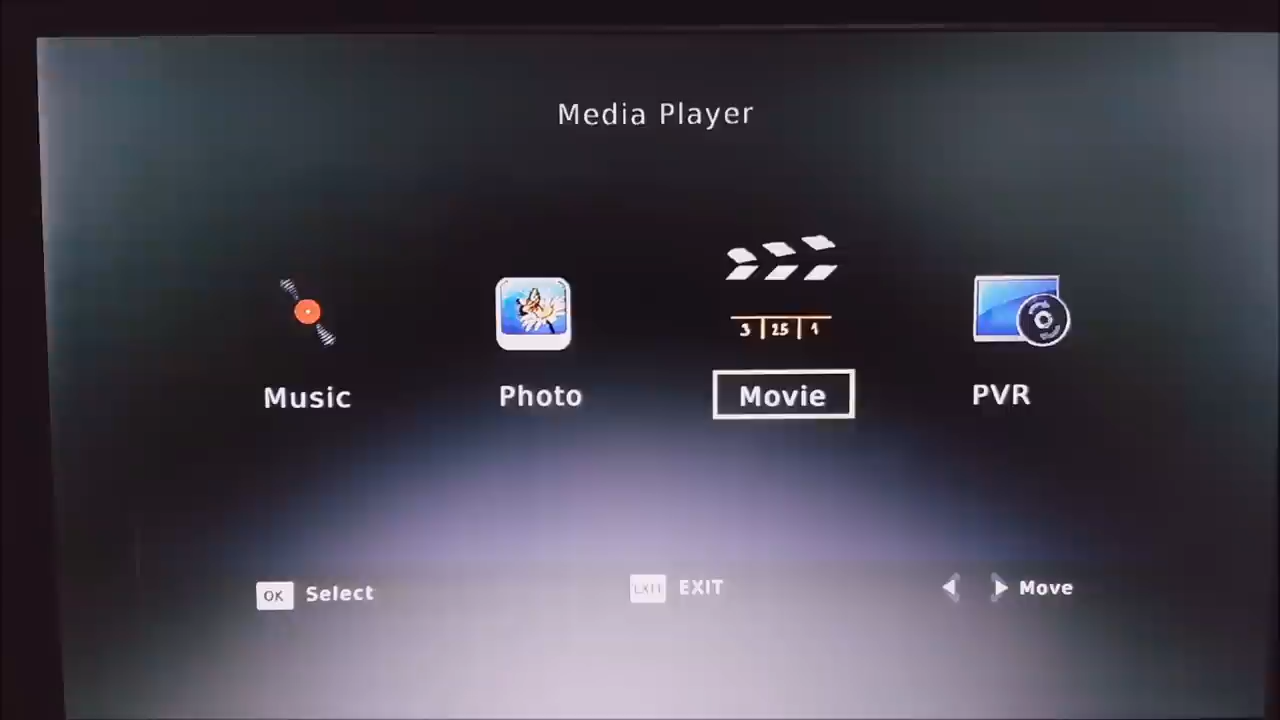 Media Player
3 25 1
Music
Photo
Movie
PVR
OK Select
EXIT EXIT
Move